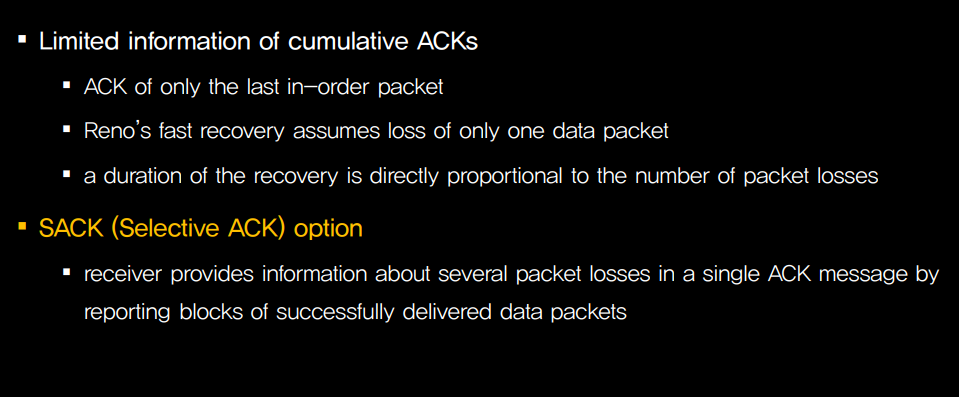 ▪ Limited information of cumulative ACKs
▪ ACK of only the last in-order packet
▪ Reno's fast recovery assumes loss of only one data packet
▪ a duration of the recovery is directly proportional to the number of packet losses
▪ SACK (Selective ACK) option
▪ receiver provides information about several packet losses in a single ACK message by
reporting blocks of successfully delivered data packets